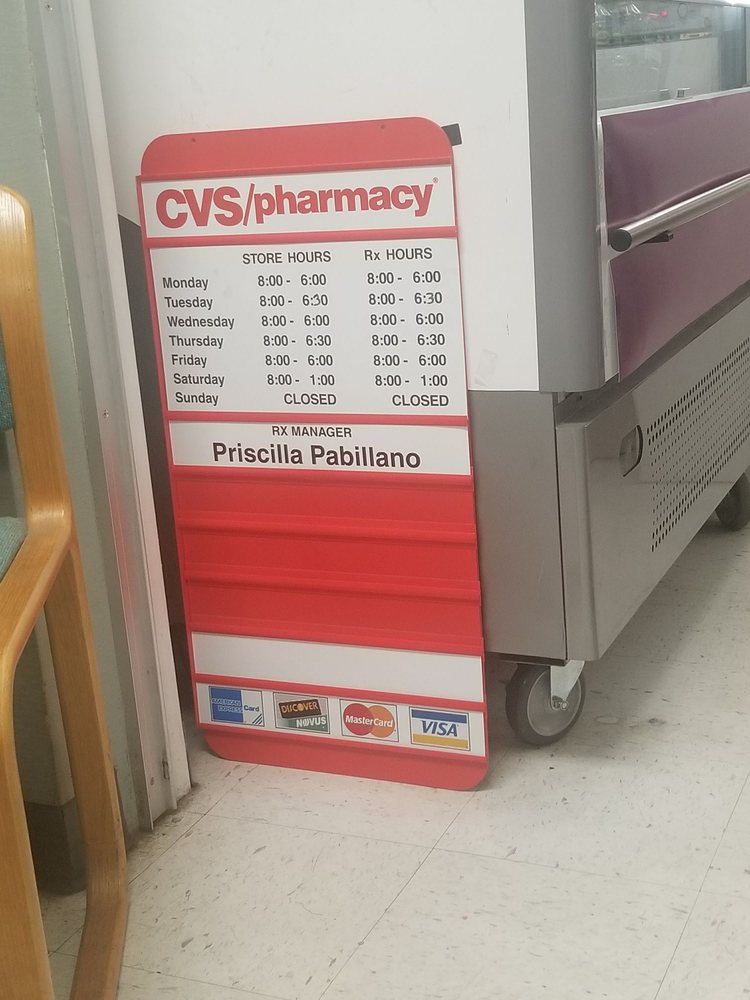 CVS/pharmacy®
STORE HOURS Rx HOURS
Monday 8:00 - 6:00 8:00 - 6:00
Tuesday 8:00 - 6:30 8:00 - 6:30
Wednesday 8:00 - 6:00 8:00 - 6:00
Thursday 8:00 - 6:30 8:00 - 6:30
Friday 8:00 - 6:00 8:00 - 6:00
Saturday 8:00 - 1:00 8:00 - 1:00
Sunday CLOSED CLOSED
RX MANAGER
Priscilla Pabillano
AMERICAN EXPRESS Card DISCOVER NOVUS MasterCard VISA